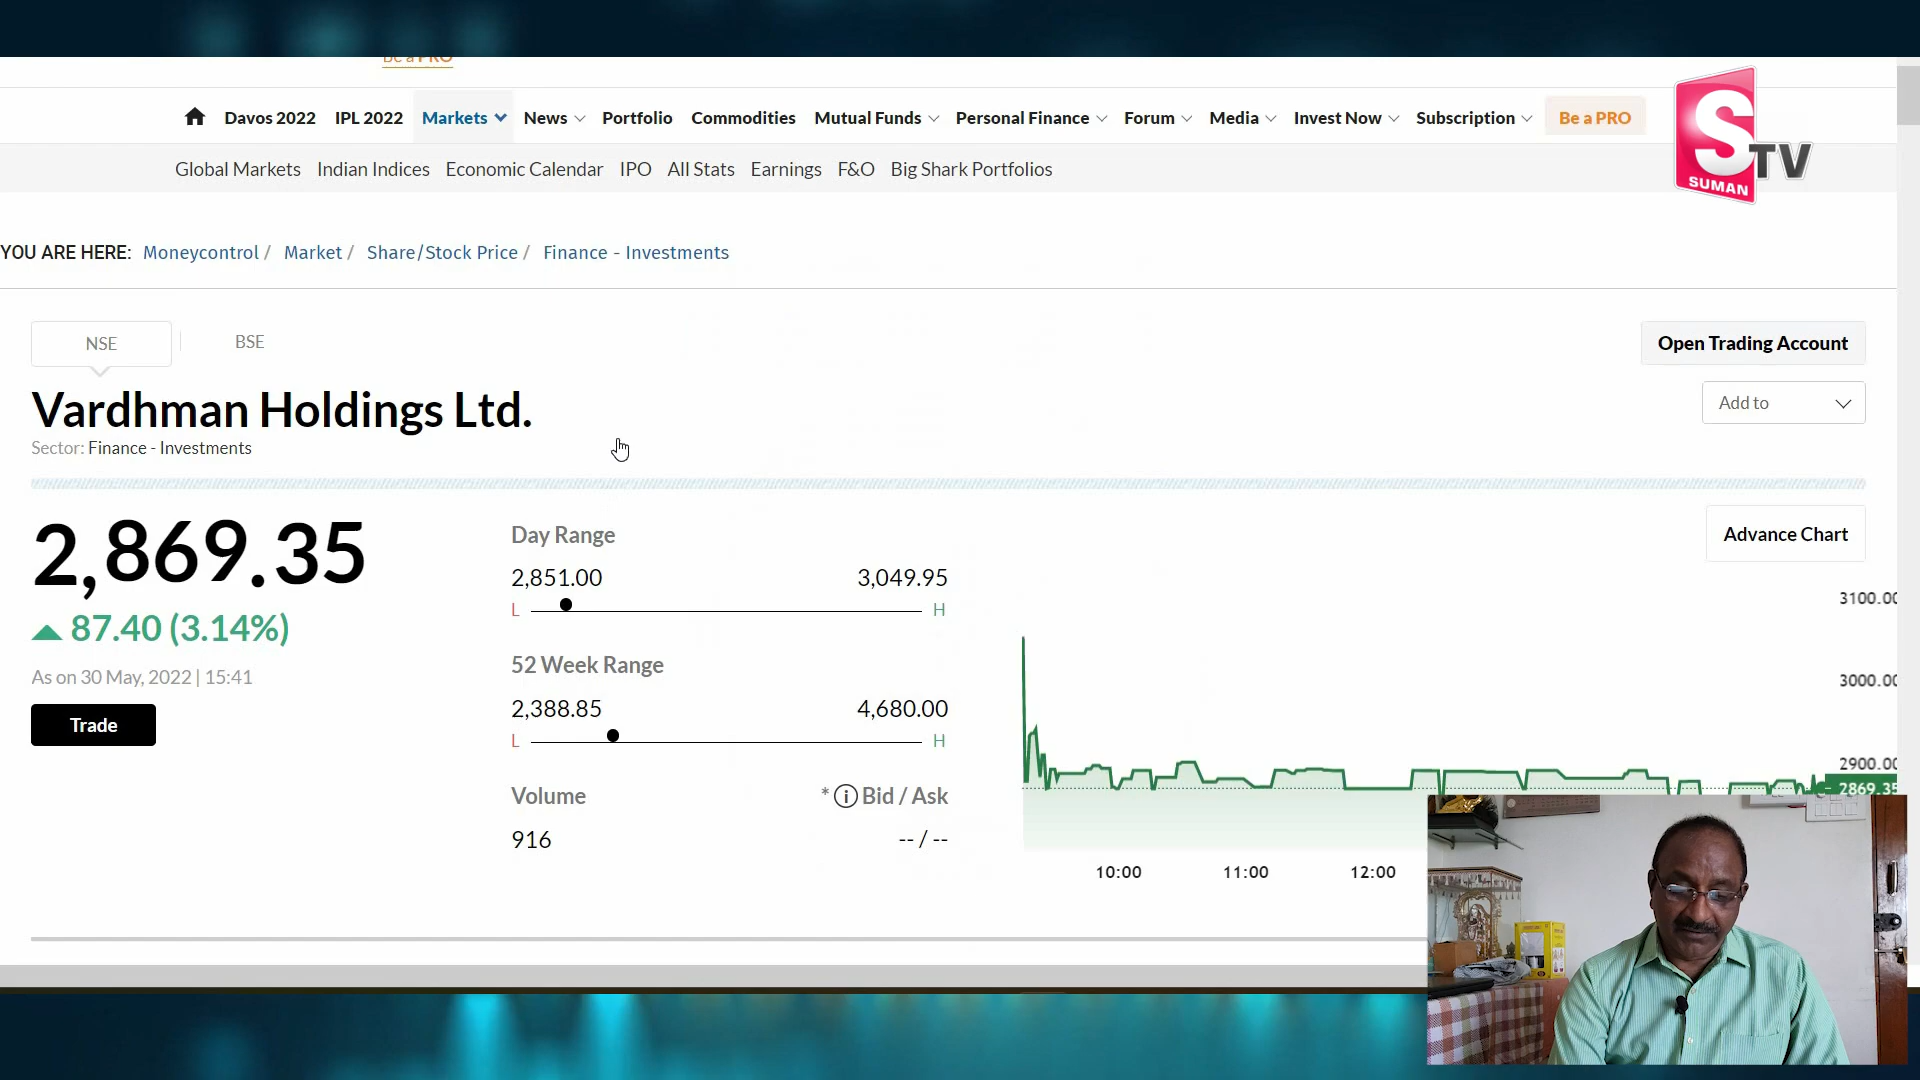 Be a PRO
Davos 2022 IPL 2022 Markets News Portfolio Commodities Mutual Funds Personal Finance Forum Media Invest Now Subscription Be a PRO
Global Markets Indian Indices Economic Calendar IPO All Stats Earnings F&O Big Shark Portfolios
S TV
SUMAN
YOU ARE HERE: Moneycontrol / Market / Share/Stock Price / Finance - Investments
NSE BSE
Open Trading Account
Vardhman Holdings Ltd.
Add to
Sector: Finance - Investments
2,869.35
87.40 (3.14%)
As on 30 May, 2022 | 15:41
Trade
Day Range
2,851.00 3,049.95
L H
52 Week Range
2,388.85 4,680.00
L H
Volume * i Bid / Ask
916 -- / --
Advance Chart
3100.00
3000.00
2900.00
2869.35
10:00 11:00 12:00